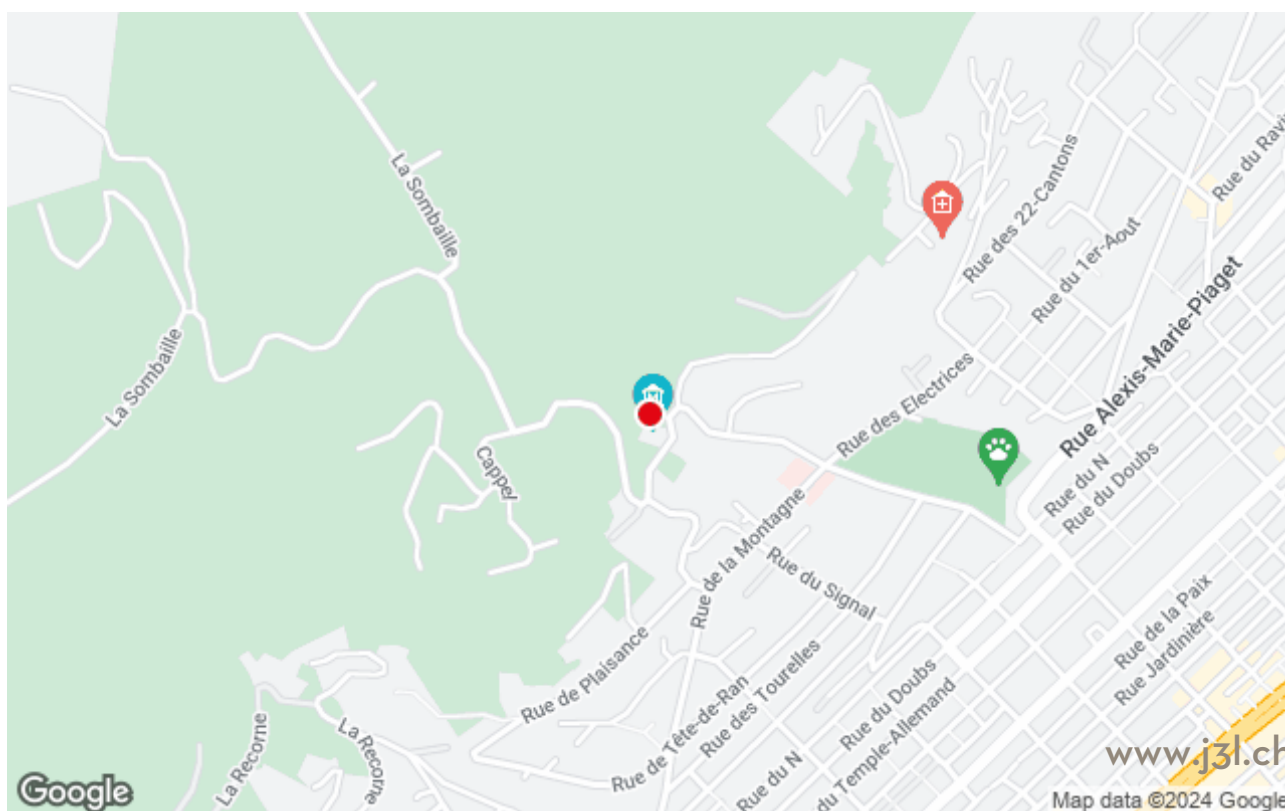 La Sombaille
La Sombaille
Cappel
Rue des 22-Cantons
Rue du 1er-Aout
Rue du Ravi
Rue Alexis-Marie-Piaget
Rue des Electrices
Rue du N
Rue du Doubs
Rue de la Montagne
Rue du Signal
Rue de Plaisance
Rue de Tête-de-Ran
Rue des Tourelles
Rue du Doubs
du Temple-Allemand
Rue du N
Rue de la Paix
Rue Jardinière
La Recorne
La Recorne
www.j3l.ch
Google
Map data ©2024 Google